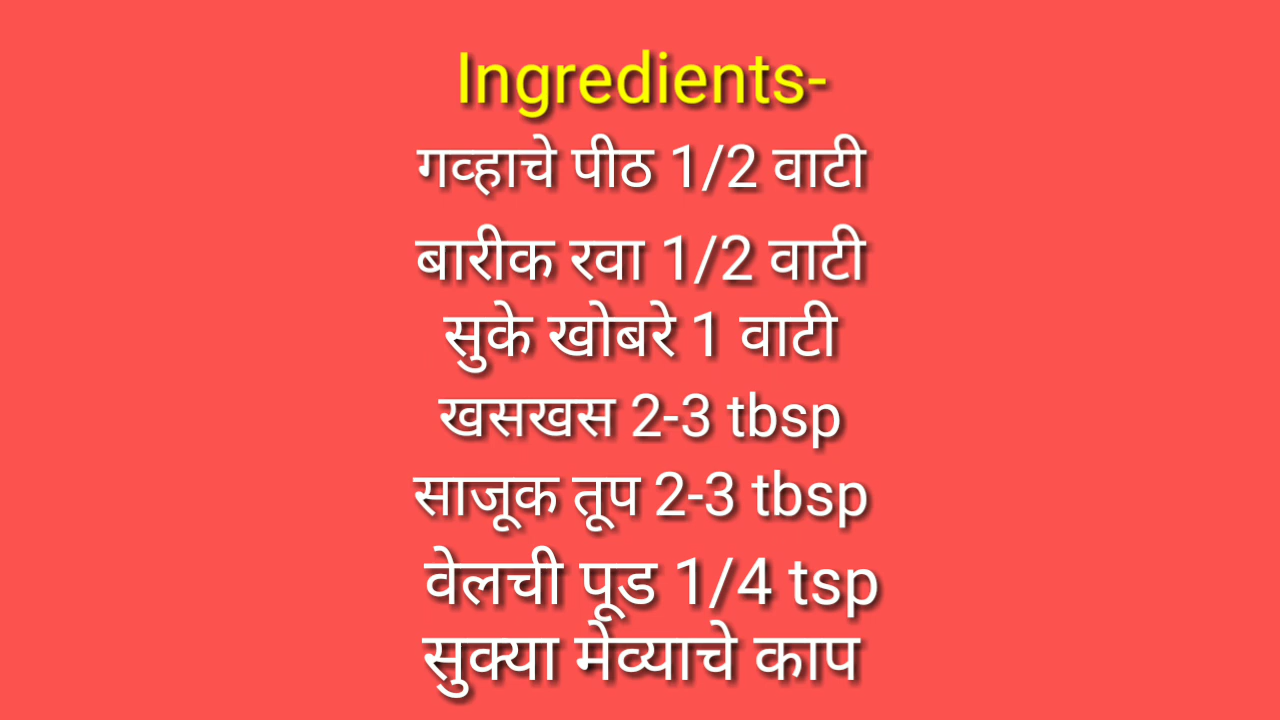 Ingredients-
गव्हाचे पीठ 1/2 वाटी
बारीक रवा 1/2 वाटी
सुके खोबरे 1 वाटी
खसखस 2-3 tbsp
साजूक तूप 2-3 tbsp
वेलची पूड 1/4 tsp
सुक्या मेव्याचे काप